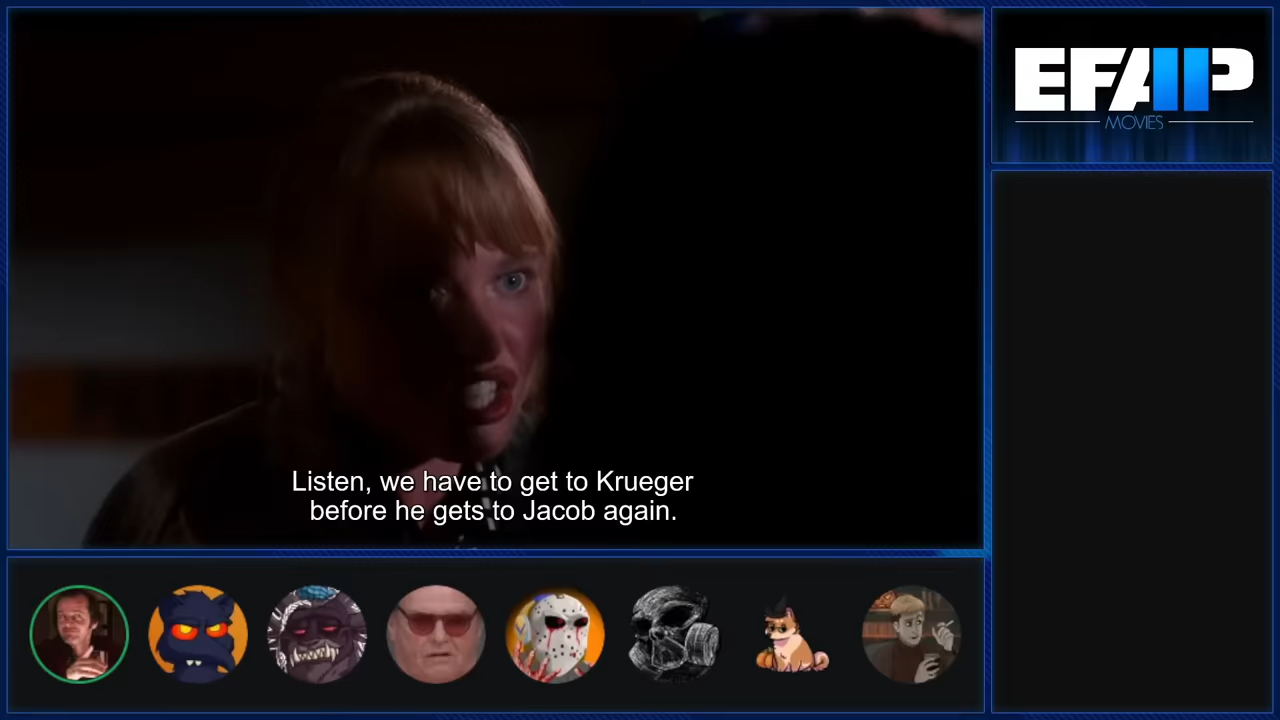 EFAP
MOVIES
Listen, we have to get to Krueger
before he gets to Jacob again.